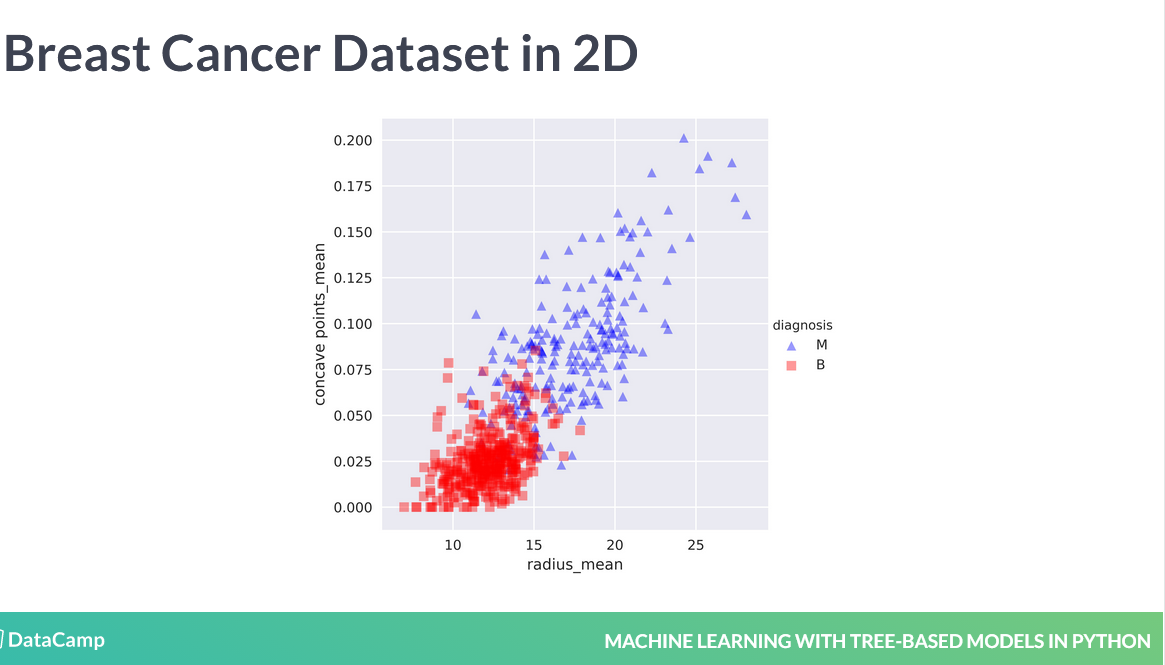 Breast Cancer Dataset in 2D
0.200
0.175
0.150
0.125
0.100
0.075
0.050
0.025
0.000
concave points_mean
10 15 20 25
radius_mean
diagnosis
M
B
DataCamp
MACHINE LEARNING WITH TREE-BASED MODELS IN PYTHON